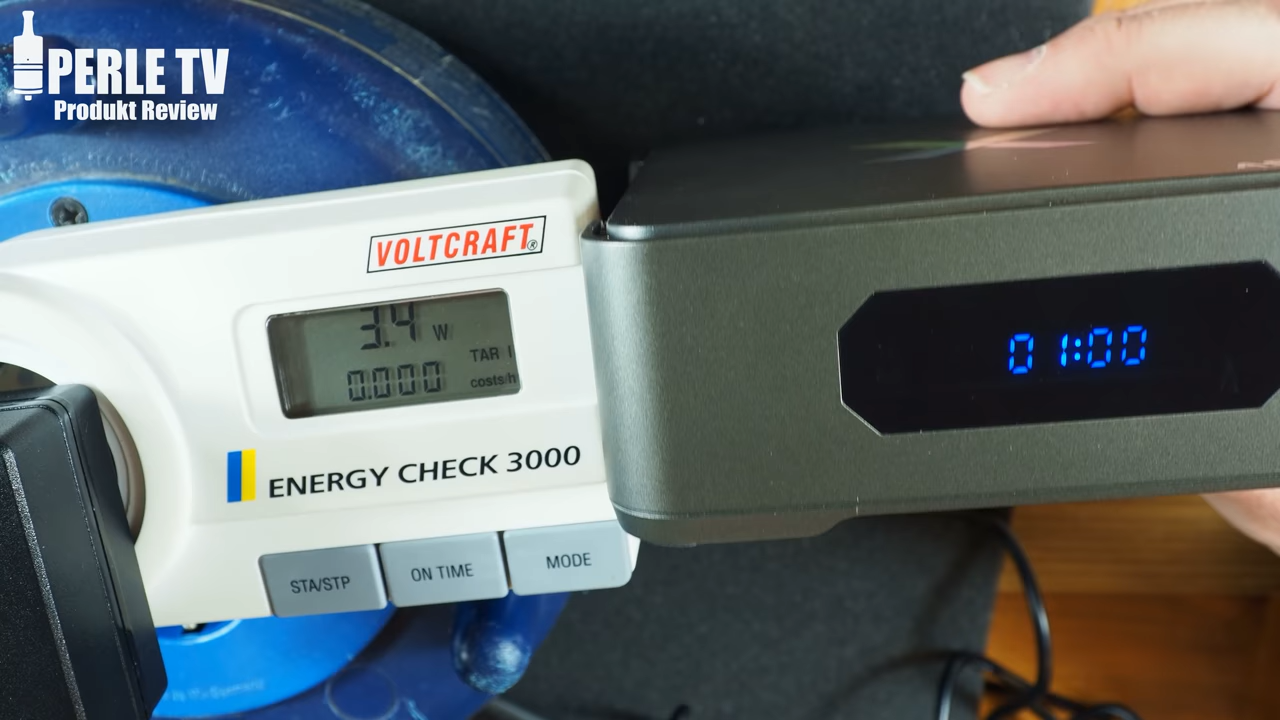 PERLE TV
Produkt Review
VOLTCRAFT®
3.4 W
TAR I
0.000 costs/h
01:00
ENERGY CHECK 3000
STA/STP
ON TIME
MODE